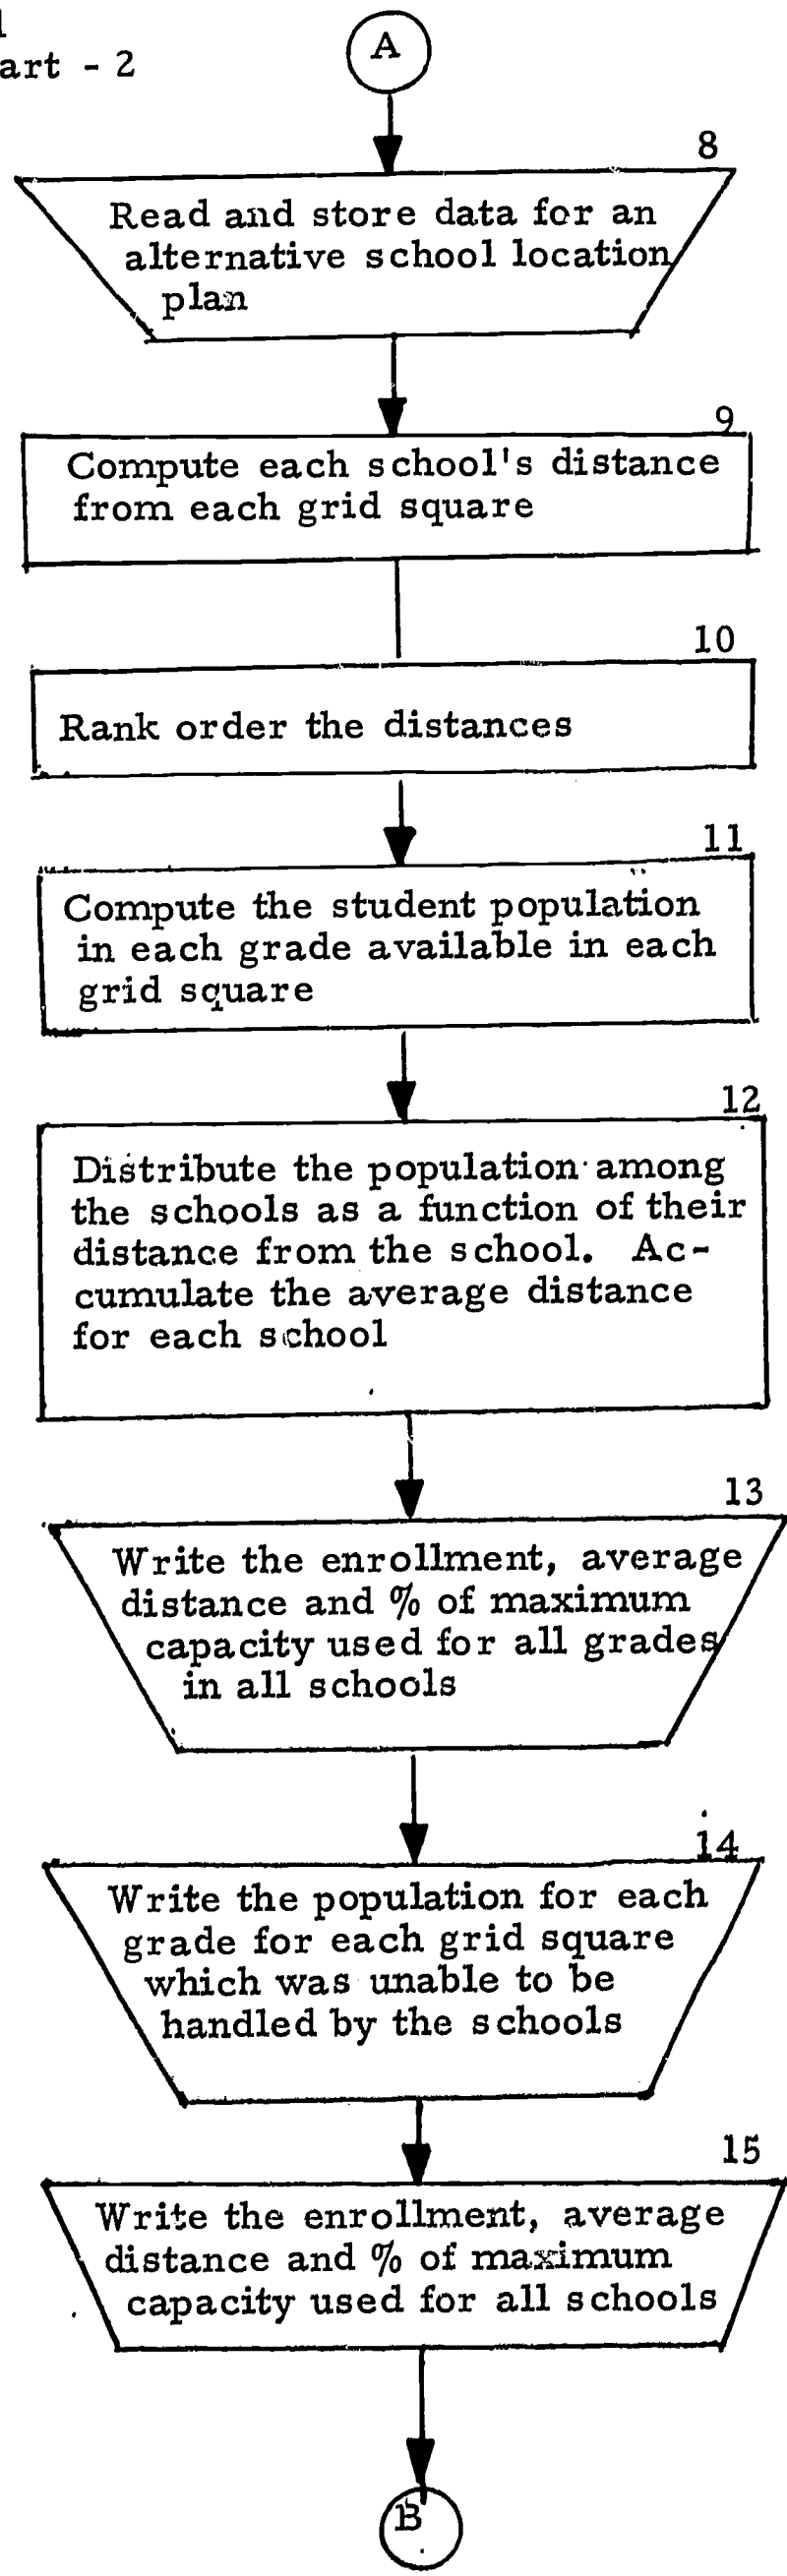 art - 2
A
8
Read and store data for an
alternative school location
plan
9
Compute each school's distance
from each grid square
10
Rank order the distances
11
Compute the student population
in each grade available in each
grid square
12
Distribute the population among
the schools as a function of their
distance from the school. Ac-
cumulate the average distance
for each school
13
Write the enrollment, average
distance and % of maximum
capacity used for all grades
in all schools
14
Write the population for each
grade for each grid square
which was unable to be
handled by the schools
15
Write the enrollment, average
distance and % of maximum
capacity used for all schools
B